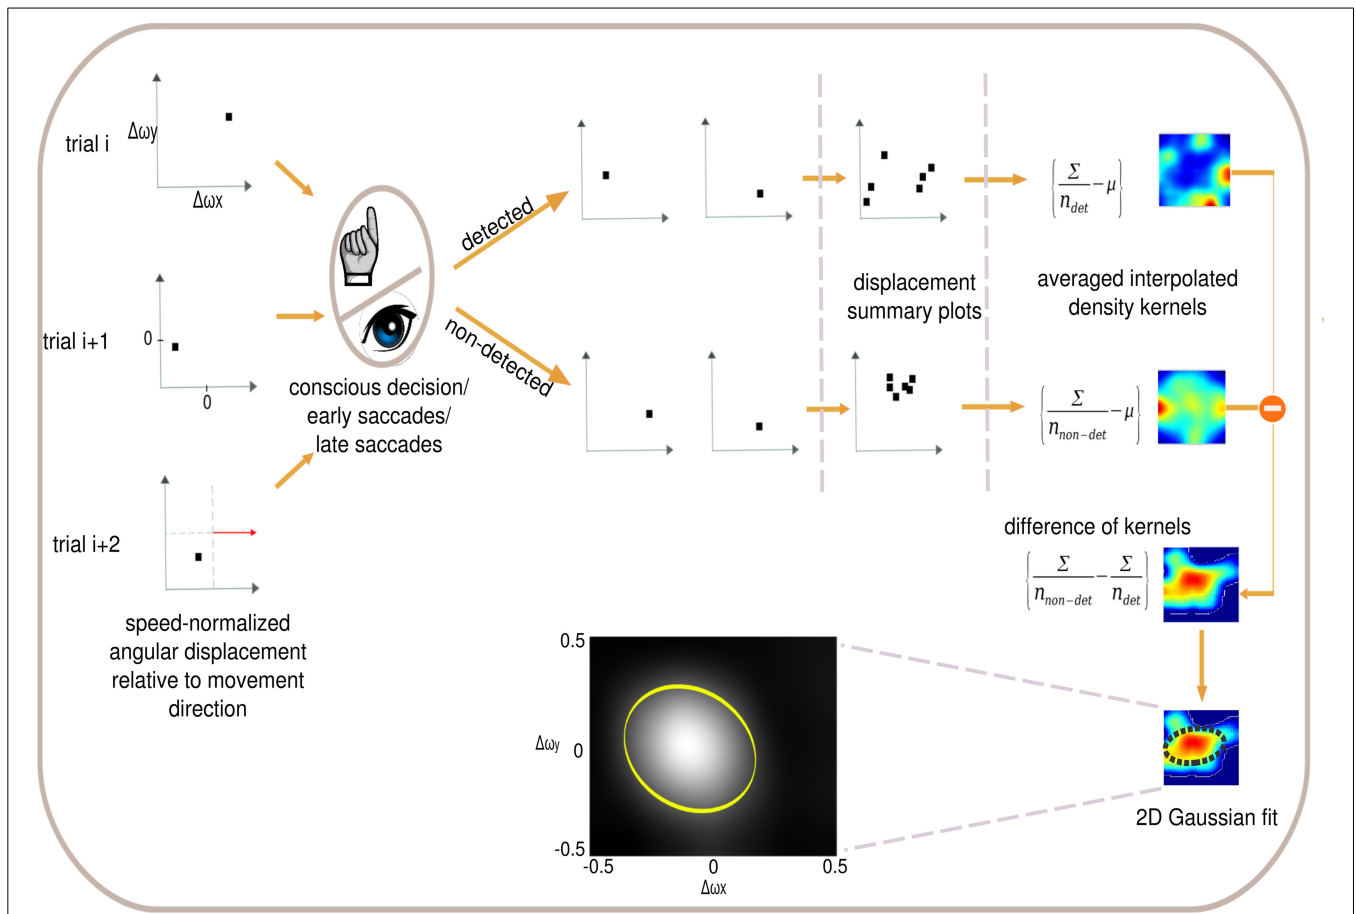 trial i
Δωy
Δωx
trial i+1
0
0
trial i+2
speed-normalized
angular displacement
relative to movement
direction
conscious decision/
early saccades/
late saccades
detected
non-detected
displacement
summary plots
{Σ/n_det − μ}
averaged interpolated
density kernels
{Σ/n_non−det − μ}
difference of kernels
{Σ/n_non−det − Σ/n_det}
2D Gaussian fit
0.5
Δωy 0
-0.5
-0.5 0 0.5
Δωx